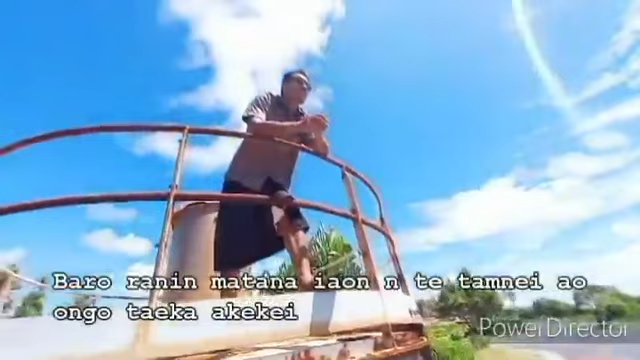 Baro ranin matana iaon n te tamnei ao
ongo taeka akekei
PowerDirector